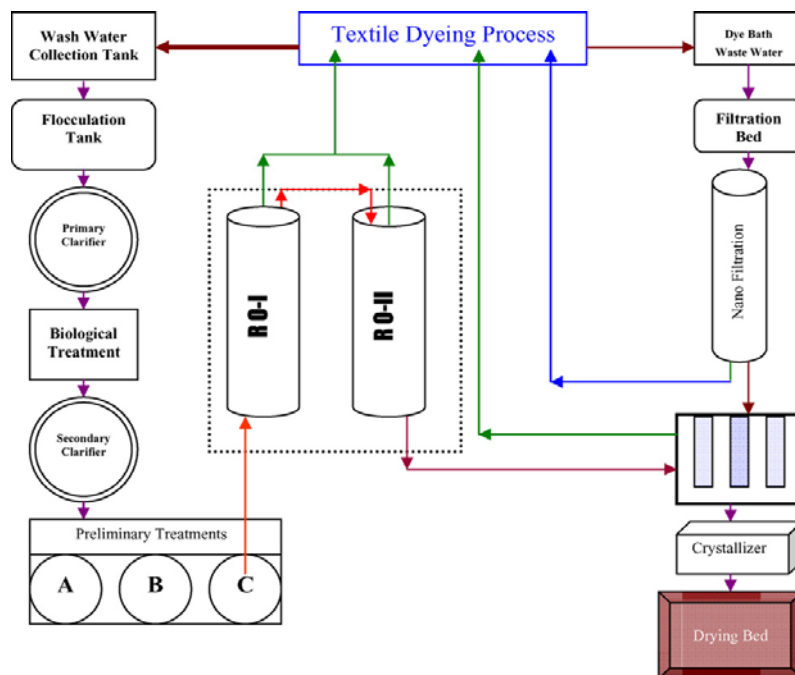 Wash Water
Collection Tank
Textile Dyeing Process
Dye Bath
Waste Water
Flocculation
Tank
Filtration
Bed
Primary
Clarifier
Nano Filtration
R O-I
R O-II
Biological
Treatment
Secondary
Clarifier
Preliminary Treatments
A
B
C
Crystallizer
Drying Bed